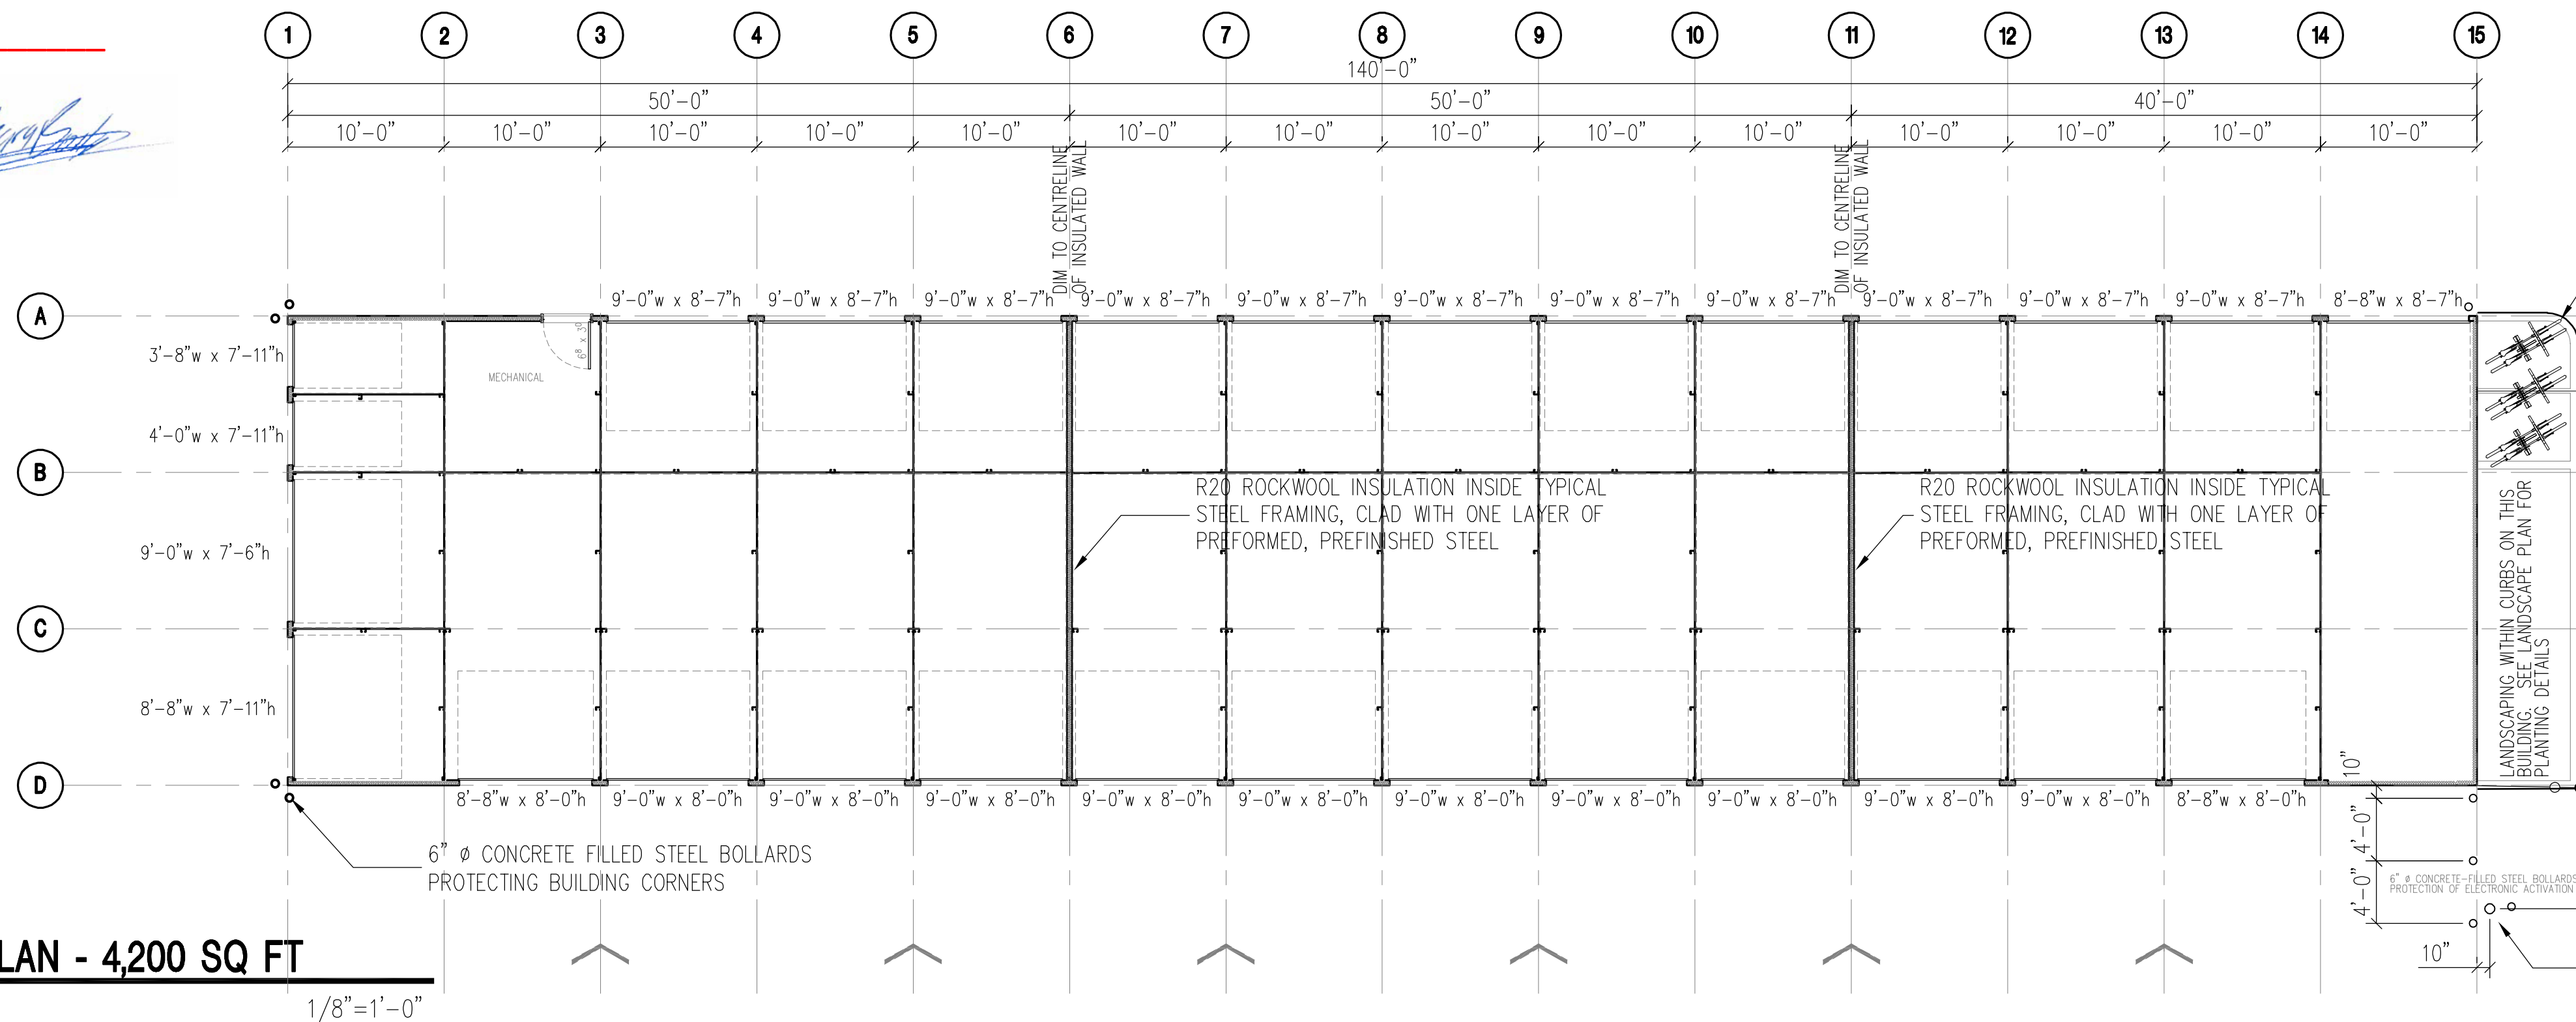 1 2 3 4 5 6 7 8 9 10 11 12 13 14 15
140'-0"
50'-0" 50'-0" 40'-0"
10'-0" 10'-0" 10'-0" 10'-0" 10'-0" 10'-0" 10'-0" 10'-0" 10'-0" 10'-0" 10'-0" 10'-0" 10'-0" 10'-0"
DIM TO CENTRELINE
OF INSULATED WALL
DIM TO CENTRELINE
OF INSULATED WALL
9'-0"w x 8'-7"h 9'-0"w x 8'-7"h 9'-0"w x 8'-7"h 9'-0"w x 8'-7"h 9'-0"w x 8'-7"h 9'-0"w x 8'-7"h 9'-0"w x 8'-7"h 9'-0"w x 8'-7"h 9'-0"w x 8'-7"h 9'-0"w x 8'-7"h 9'-0"w x 8'-7"h 8'-8"w x 8'-7"h
A
3'-8"w x 7'-11"h
6⁸ x 3⁰
MECHANICAL
4'-0"w x 7'-11"h
B
R20 ROCKWOOL INSULATION INSIDE TYPICAL
STEEL FRAMING, CLAD WITH ONE LAYER OF
PREFORMED, PREFINISHED STEEL
R20 ROCKWOOL INSULATION INSIDE TYPICAL
STEEL FRAMING, CLAD WITH ONE LAYER OF
PREFORMED, PREFINISHED STEEL
9'-0"w x 7'-6"h
C
LANDSCAPING WITHIN CURBS ON THIS
BUILDING. SEE LANDSCAPE PLAN FOR
PLANTING DETAILS
8'-8"w x 7'-11"h
D
10"
8'-8"w x 8'-0"h 9'-0"w x 8'-0"h 9'-0"w x 8'-0"h 9'-0"w x 8'-0"h 9'-0"w x 8'-0"h 9'-0"w x 8'-0"h 9'-0"w x 8'-0"h 9'-0"w x 8'-0"h 9'-0"w x 8'-0"h 9'-0"w x 8'-0"h 9'-0"w x 8'-0"h 8'-8"w x 8'-0"h
4'-0"
4'-0"
6" ø CONCRETE FILLED STEEL BOLLARDS
PROTECTING BUILDING CORNERS
6" ø CONCRETE-FILLED STEEL BOLLARDS
PROTECTION OF ELECTRONIC ACTIVATION
10"
LAN - 4,200 SQ FT
1/8"=1'-0"